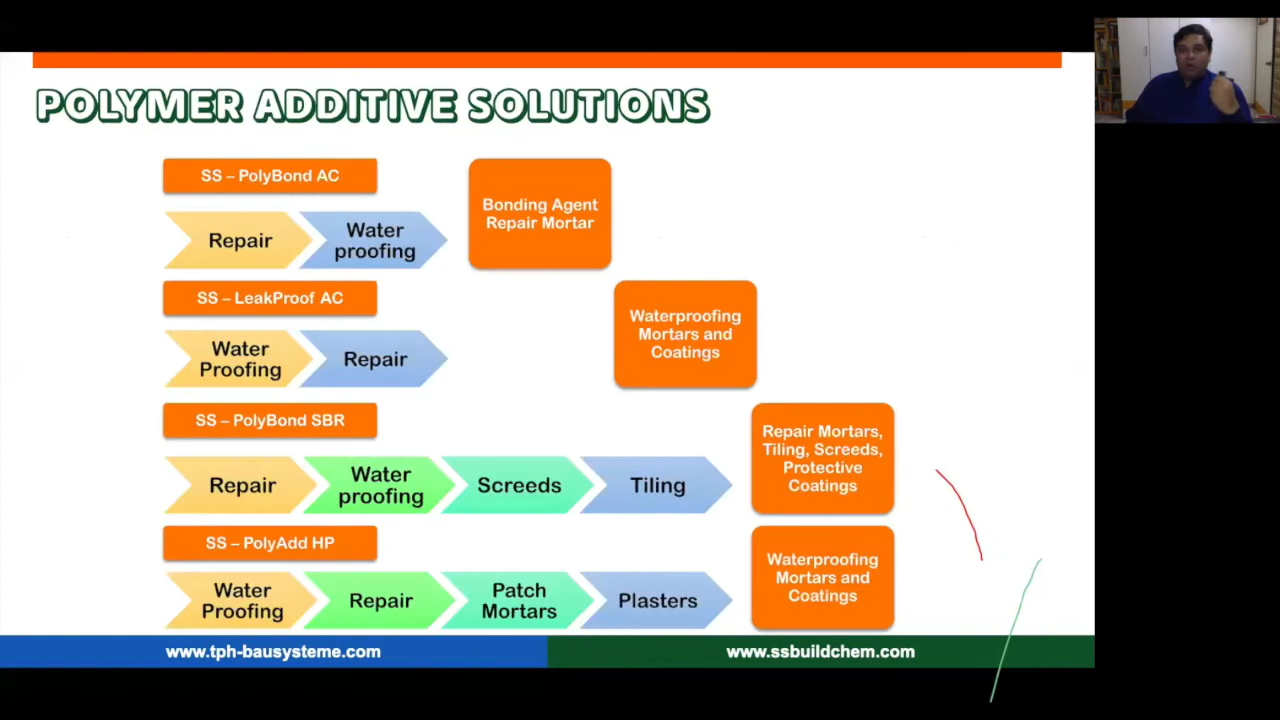 POLYMER ADDITIVE SOLUTIONS
SS – PolyBond AC
Repair
Water
proofing
Bonding Agent
Repair Mortar
SS – LeakProof AC
Water
Proofing
Repair
Waterproofing
Mortars and
Coatings
SS – PolyBond SBR
Repair
Water
proofing
Screeds
Tiling
Repair Mortars,
Tiling, Screeds,
Protective
Coatings
SS – PolyAdd HP
Water
Proofing
Repair
Patch
Mortars
Plasters
Waterproofing
Mortars and
Coatings
www.tph-bausysteme.com
www.ssbuildchem.com